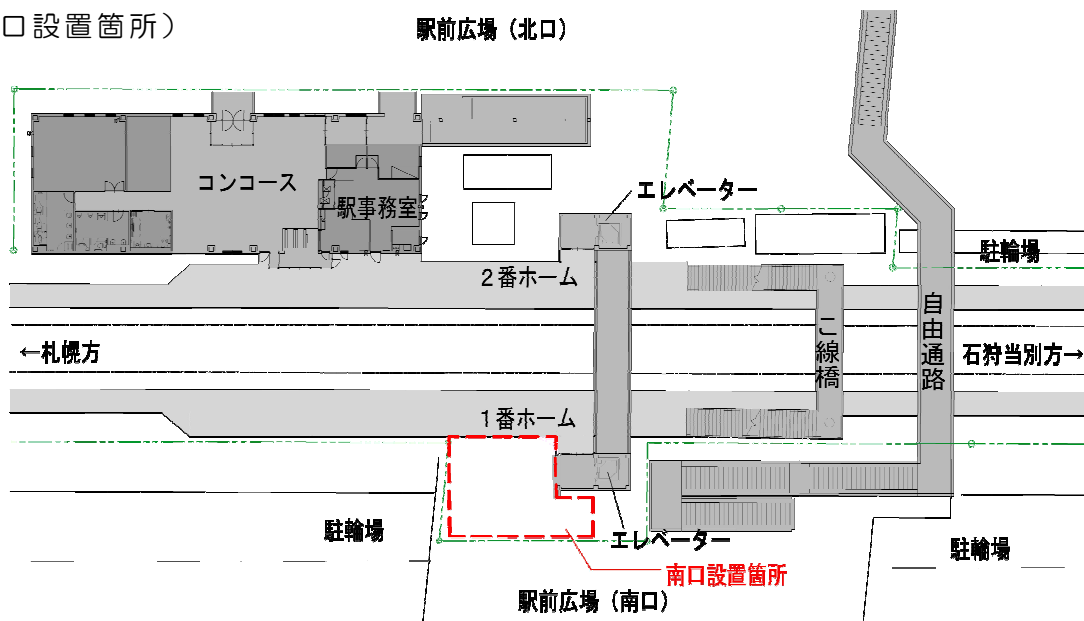 口設置箇所）
駅前広場（北口）
コンコース
駅事務室
エレベーター
駐輪場
２番ホーム
←札幌方
こ線橋
自由通路
石狩当別方→
１番ホーム
駐輪場
エレベーター
駐輪場
南口設置箇所
駅前広場（南口）